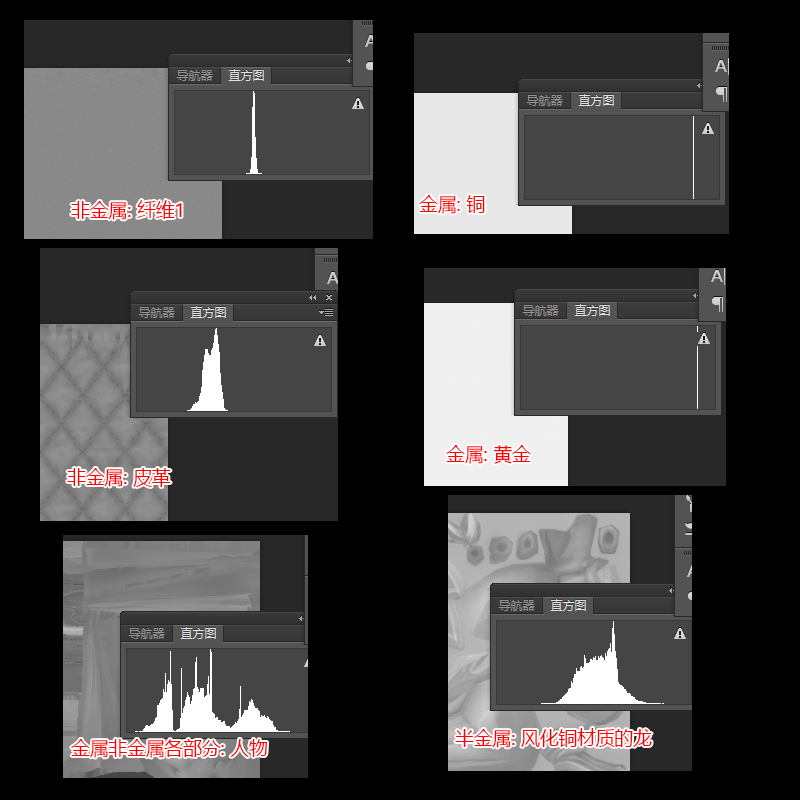 导航器 直方图
非金属: 纤维1
A
导航器 直方图
金属: 铜
A
导航器 直方图
非金属: 皮革
A
导航器 直方图
金属: 黄金
导航器 直方图
金属非金属各部分: 人物
导航器 直方图
半金属: 风化铜材质的龙